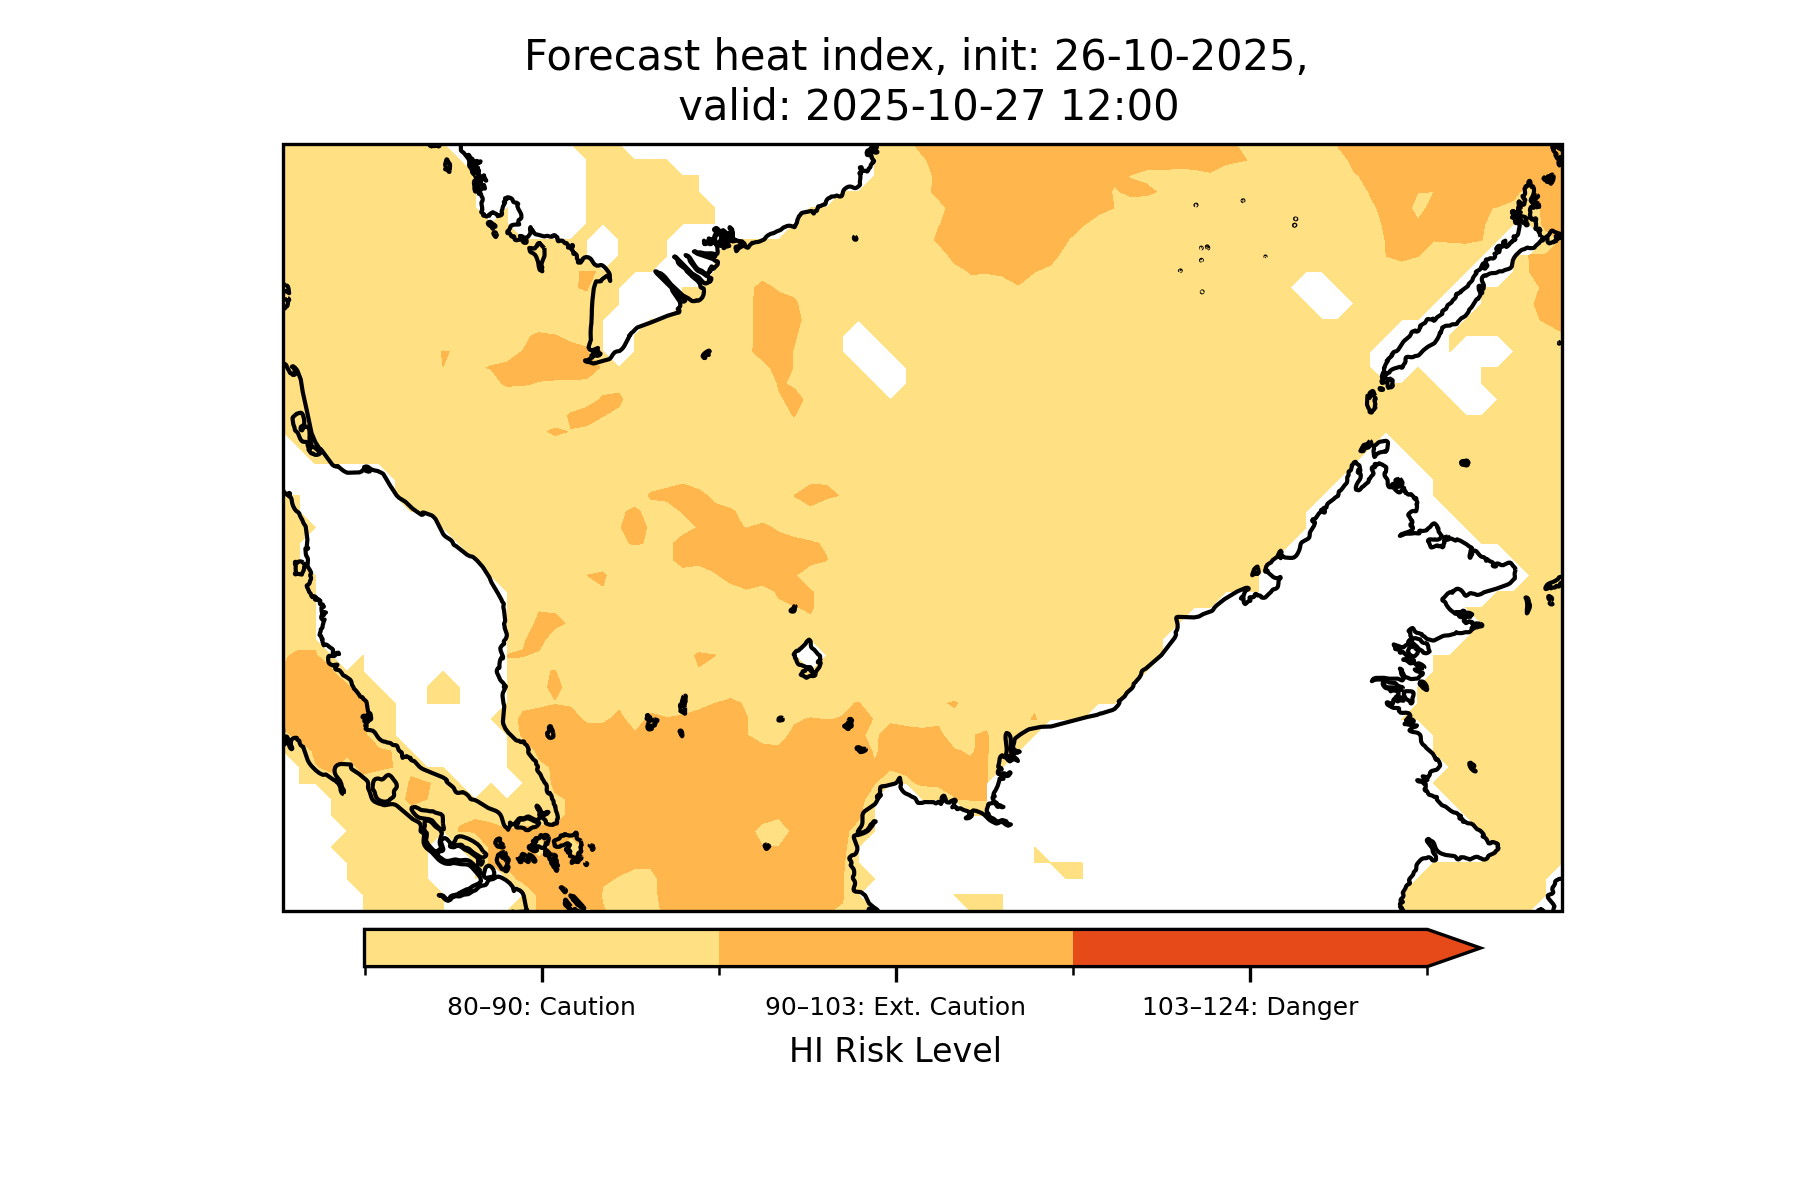 Forecast heat index, init: 26-10-2025,
valid: 2025-10-27 12:00
80–90: Caution
90–103: Ext. Caution
103–124: Danger
HI Risk Level